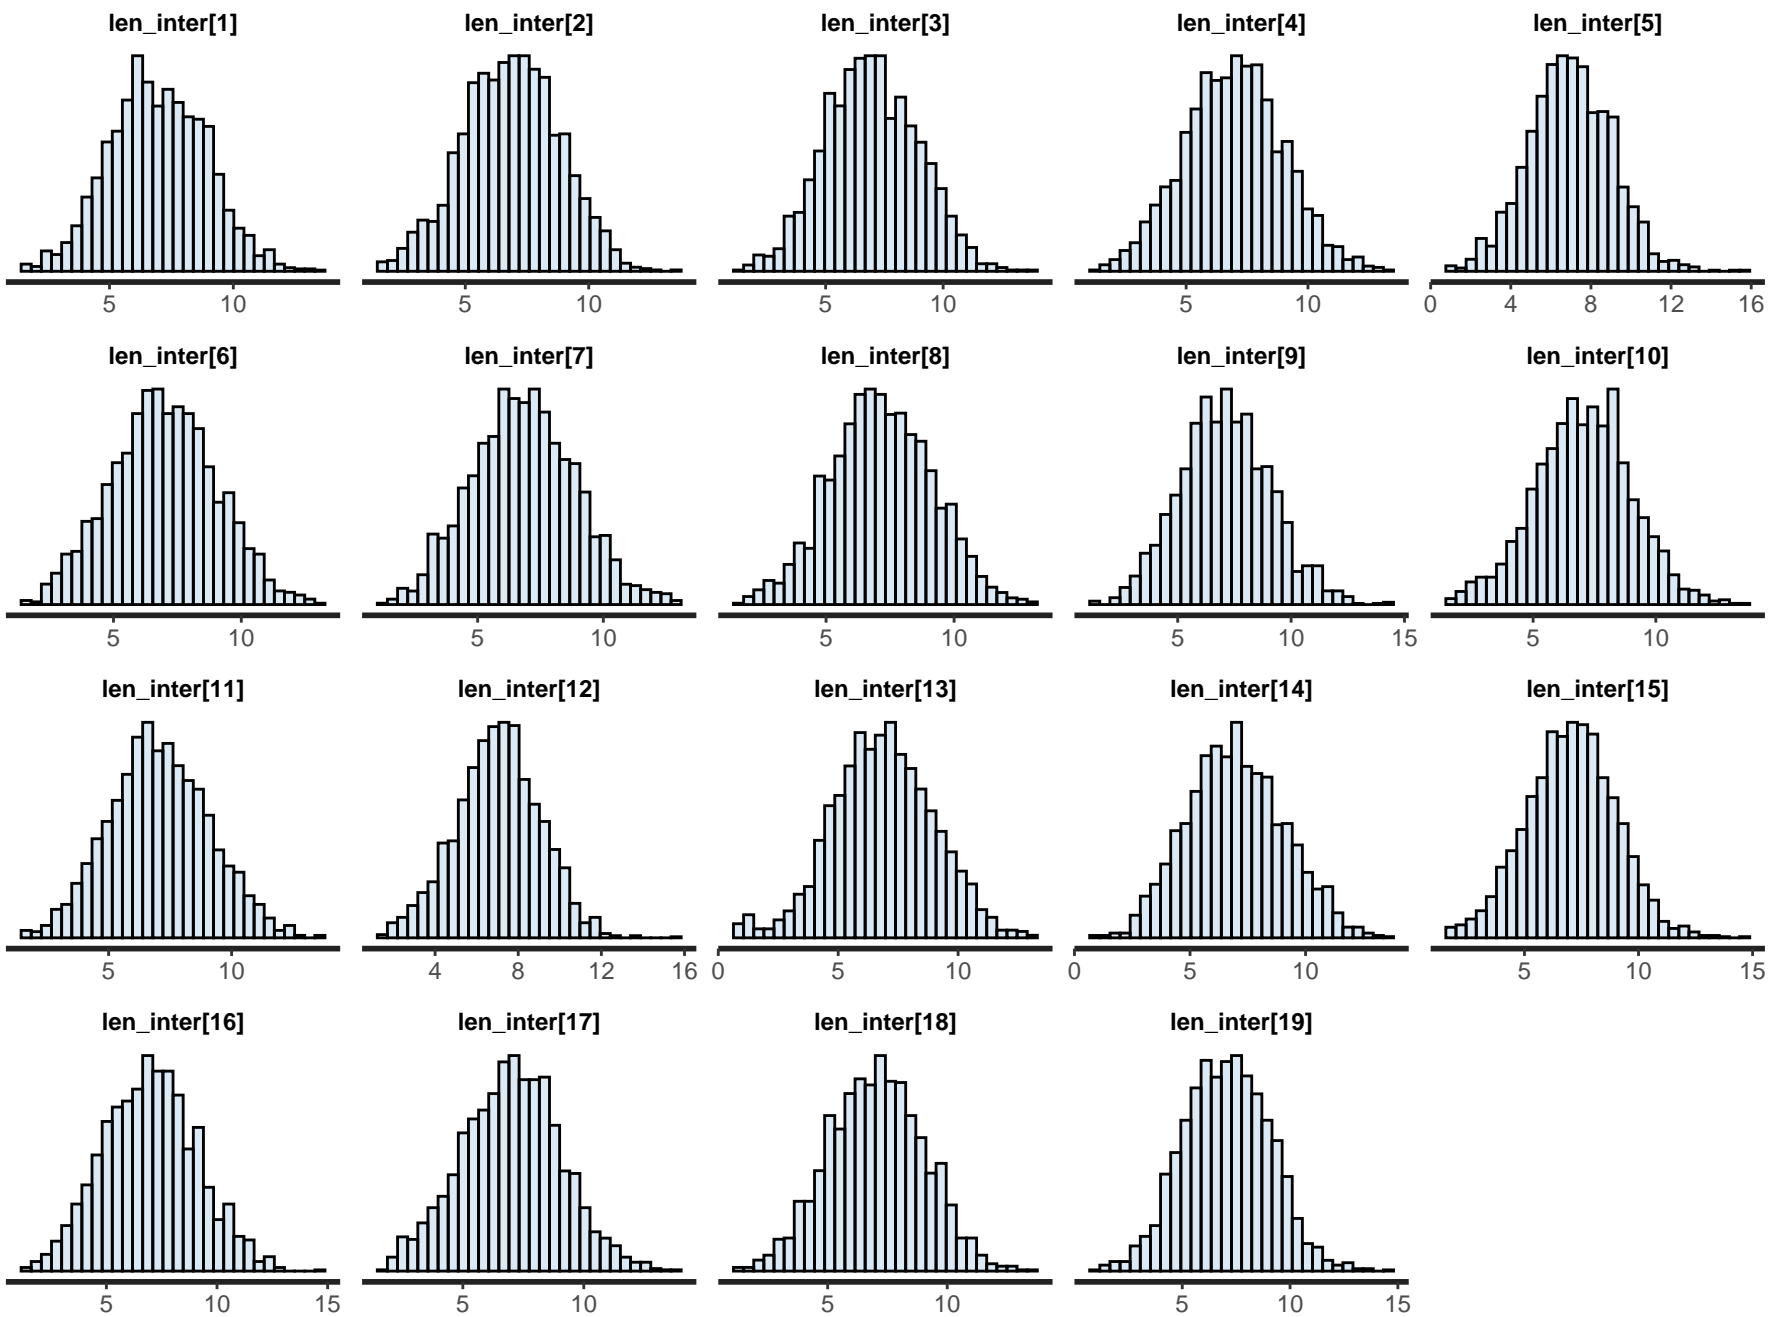 len_inter[1] len_inter[2] len_inter[3] len_inter[4] len_inter[5]
5 10 5 10 5 10 5 10 0 4 8 12 16
len_inter[6] len_inter[7] len_inter[8] len_inter[9] len_inter[10]
5 10 5 10 5 10 5 10 15 5 10
len_inter[11] len_inter[12] len_inter[13] len_inter[14] len_inter[15]
5 10 4 8 12 16 0 5 10 0 5 10 5 10 15
len_inter[16] len_inter[17] len_inter[18] len_inter[19]
5 10 15 5 10 5 10 5 10 15